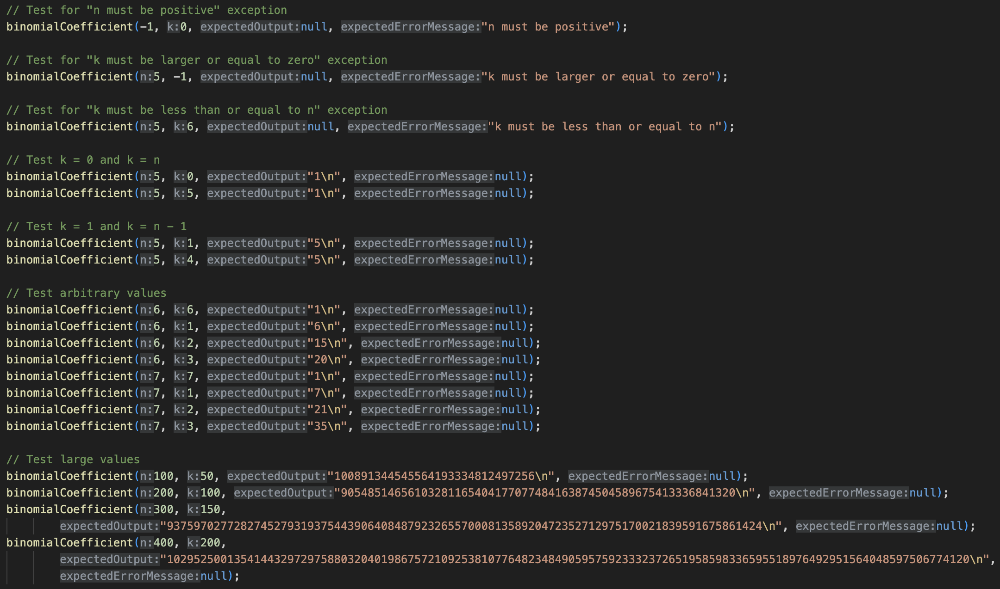 // Test for "n must be positive" exception
binomialCoefficient(-1, k:0, expectedOutput:null, expectedErrorMessage:"n must be positive");
// Test for "k must be larger or equal to zero" exception
binomialCoefficient(n:5, -1, expectedOutput:null, expectedErrorMessage:"k must be larger or equal to zero");
// Test for "k must be less than or equal to n" exception
binomialCoefficient(n:5, k:6, expectedOutput:null, expectedErrorMessage:"k must be less than or equal to n");
// Test k = 0 and k = n
binomialCoefficient(n:5, k:0, expectedOutput:"1\n", expectedErrorMessage:null);
binomialCoefficient(n:5, k:5, expectedOutput:"1\n", expectedErrorMessage:null);
// Test k = 1 and k = n - 1
binomialCoefficient(n:5, k:1, expectedOutput:"5\n", expectedErrorMessage:null);
binomialCoefficient(n:5, k:4, expectedOutput:"5\n", expectedErrorMessage:null);
// Test arbitrary values
binomialCoefficient(n:6, k:6, expectedOutput:"1\n", expectedErrorMessage:null);
binomialCoefficient(n:6, k:1, expectedOutput:"6\n", expectedErrorMessage:null);
binomialCoefficient(n:6, k:2, expectedOutput:"15\n", expectedErrorMessage:null);
binomialCoefficient(n:6, k:3, expectedOutput:"20\n", expectedErrorMessage:null);
binomialCoefficient(n:7, k:7, expectedOutput:"1\n", expectedErrorMessage:null);
binomialCoefficient(n:7, k:1, expectedOutput:"7\n", expectedErrorMessage:null);
binomialCoefficient(n:7, k:2, expectedOutput:"21\n", expectedErrorMessage:null);
binomialCoefficient(n:7, k:3, expectedOutput:"35\n", expectedErrorMessage:null);
// Test large values
binomialCoefficient(n:100, k:50, expectedOutput:"100891344545564193334812497256\n", expectedErrorMessage:null);
binomialCoefficient(n:200, k:100, expectedOutput:"90548514656103281165404177077484163874504589675413336841320\n", expectedErrorMessage:null);
binomialCoefficient(n:300, k:150,
expectedOutput:"93759702772827452793193754439064084879232655700081358920472352712975170021839591675861424\n", expectedErrorMessage:null);
binomialCoefficient(n:400, k:200,
expectedOutput:"102952500135414432972975880320401986757210925381077648234849059575923332372651958598336595518976492951564048597506774120\n",
expectedErrorMessage:null);